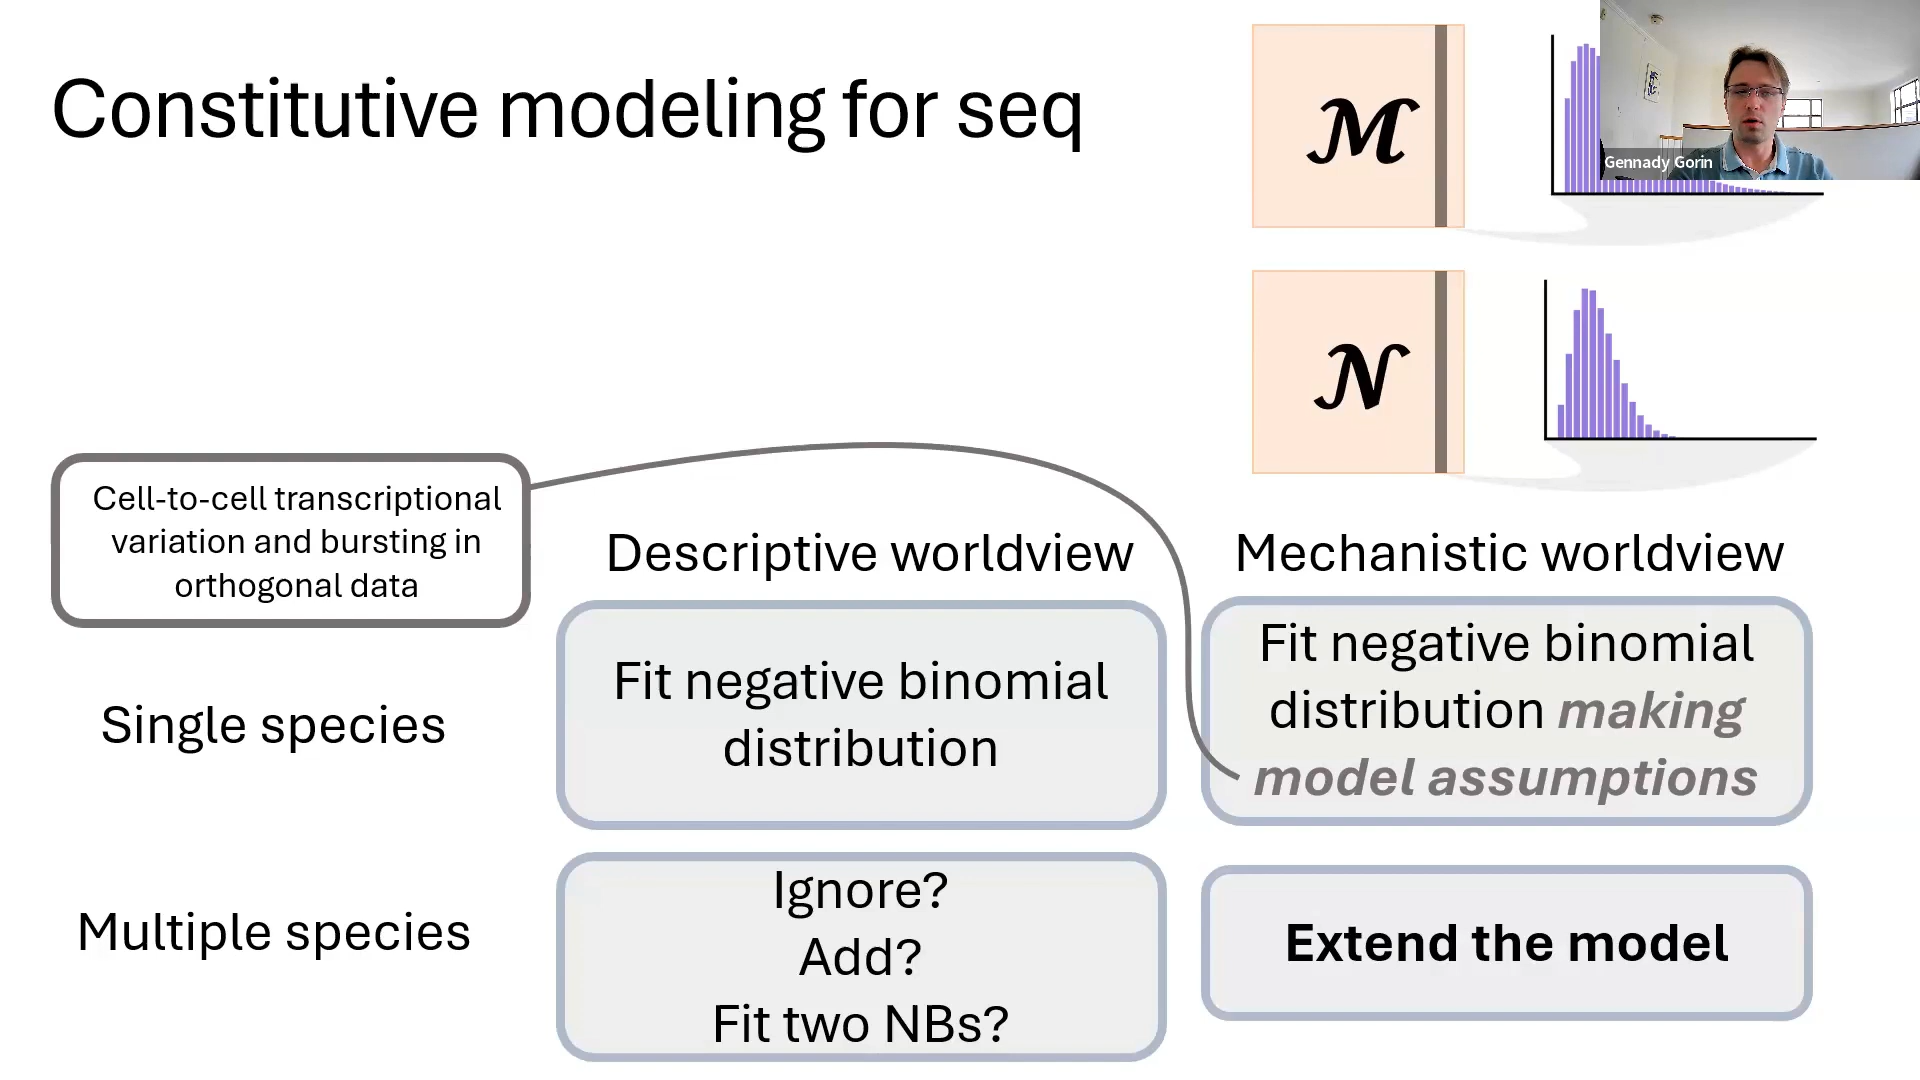 Constitutive modeling for seq
ℳ
Gennady Gorin
𝒩
Cell-to-cell transcriptional
variation and bursting in
orthogonal data
Descriptive worldview
Mechanistic worldview
Single species
Fit negative binomial
distribution
Fit negative binomial
distribution making
model assumptions
Multiple species
Ignore?
Add?
Fit two NBs?
Extend the model